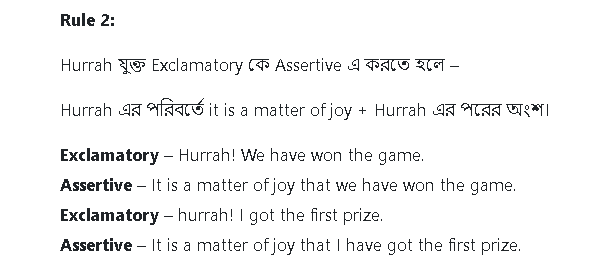 Rule 2:
Hurrah যুক্ত Exclamatory কে Assertive এ করতে হলে –
Hurrah এর পরিবর্তে it is a matter of joy + Hurrah এর পরের অংশ।
Exclamatory – Hurrah! We have won the game.
Assertive – It is a matter of joy that we have won the game.
Exclamatory – hurrah! I got the first prize.
Assertive – It is a matter of joy that I have got the first prize.